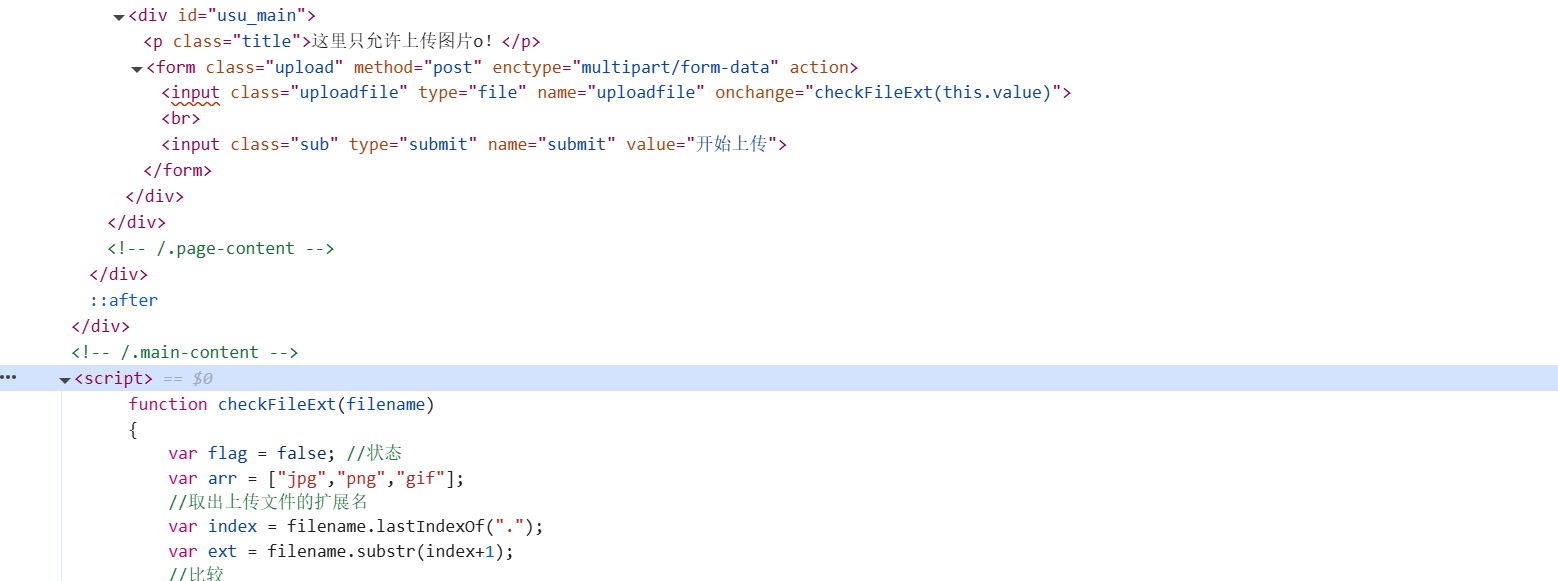 <div id="usu_main">
<p class="title">这里只允许上传图片o！</p>
<form class="upload" method="post" enctype="multipart/form-data" action>
<input class="uploadfile" type="file" name="uploadfile" onchange="checkFileExt(this.value)">
<br>
<input class="sub" type="submit" name="submit" value="开始上传">
</form>
</div>
</div>
<!-- /.page-content -->
</div>
::after
</div>
<!-- /.main-content -->
<script> == $0
function checkFileExt(filename)
{
var flag = false; //状态
var arr = ["jpg","png","gif"];
//取出上传文件的扩展名
var index = filename.lastIndexOf(".");
var ext = filename.substr(index+1);
//比较